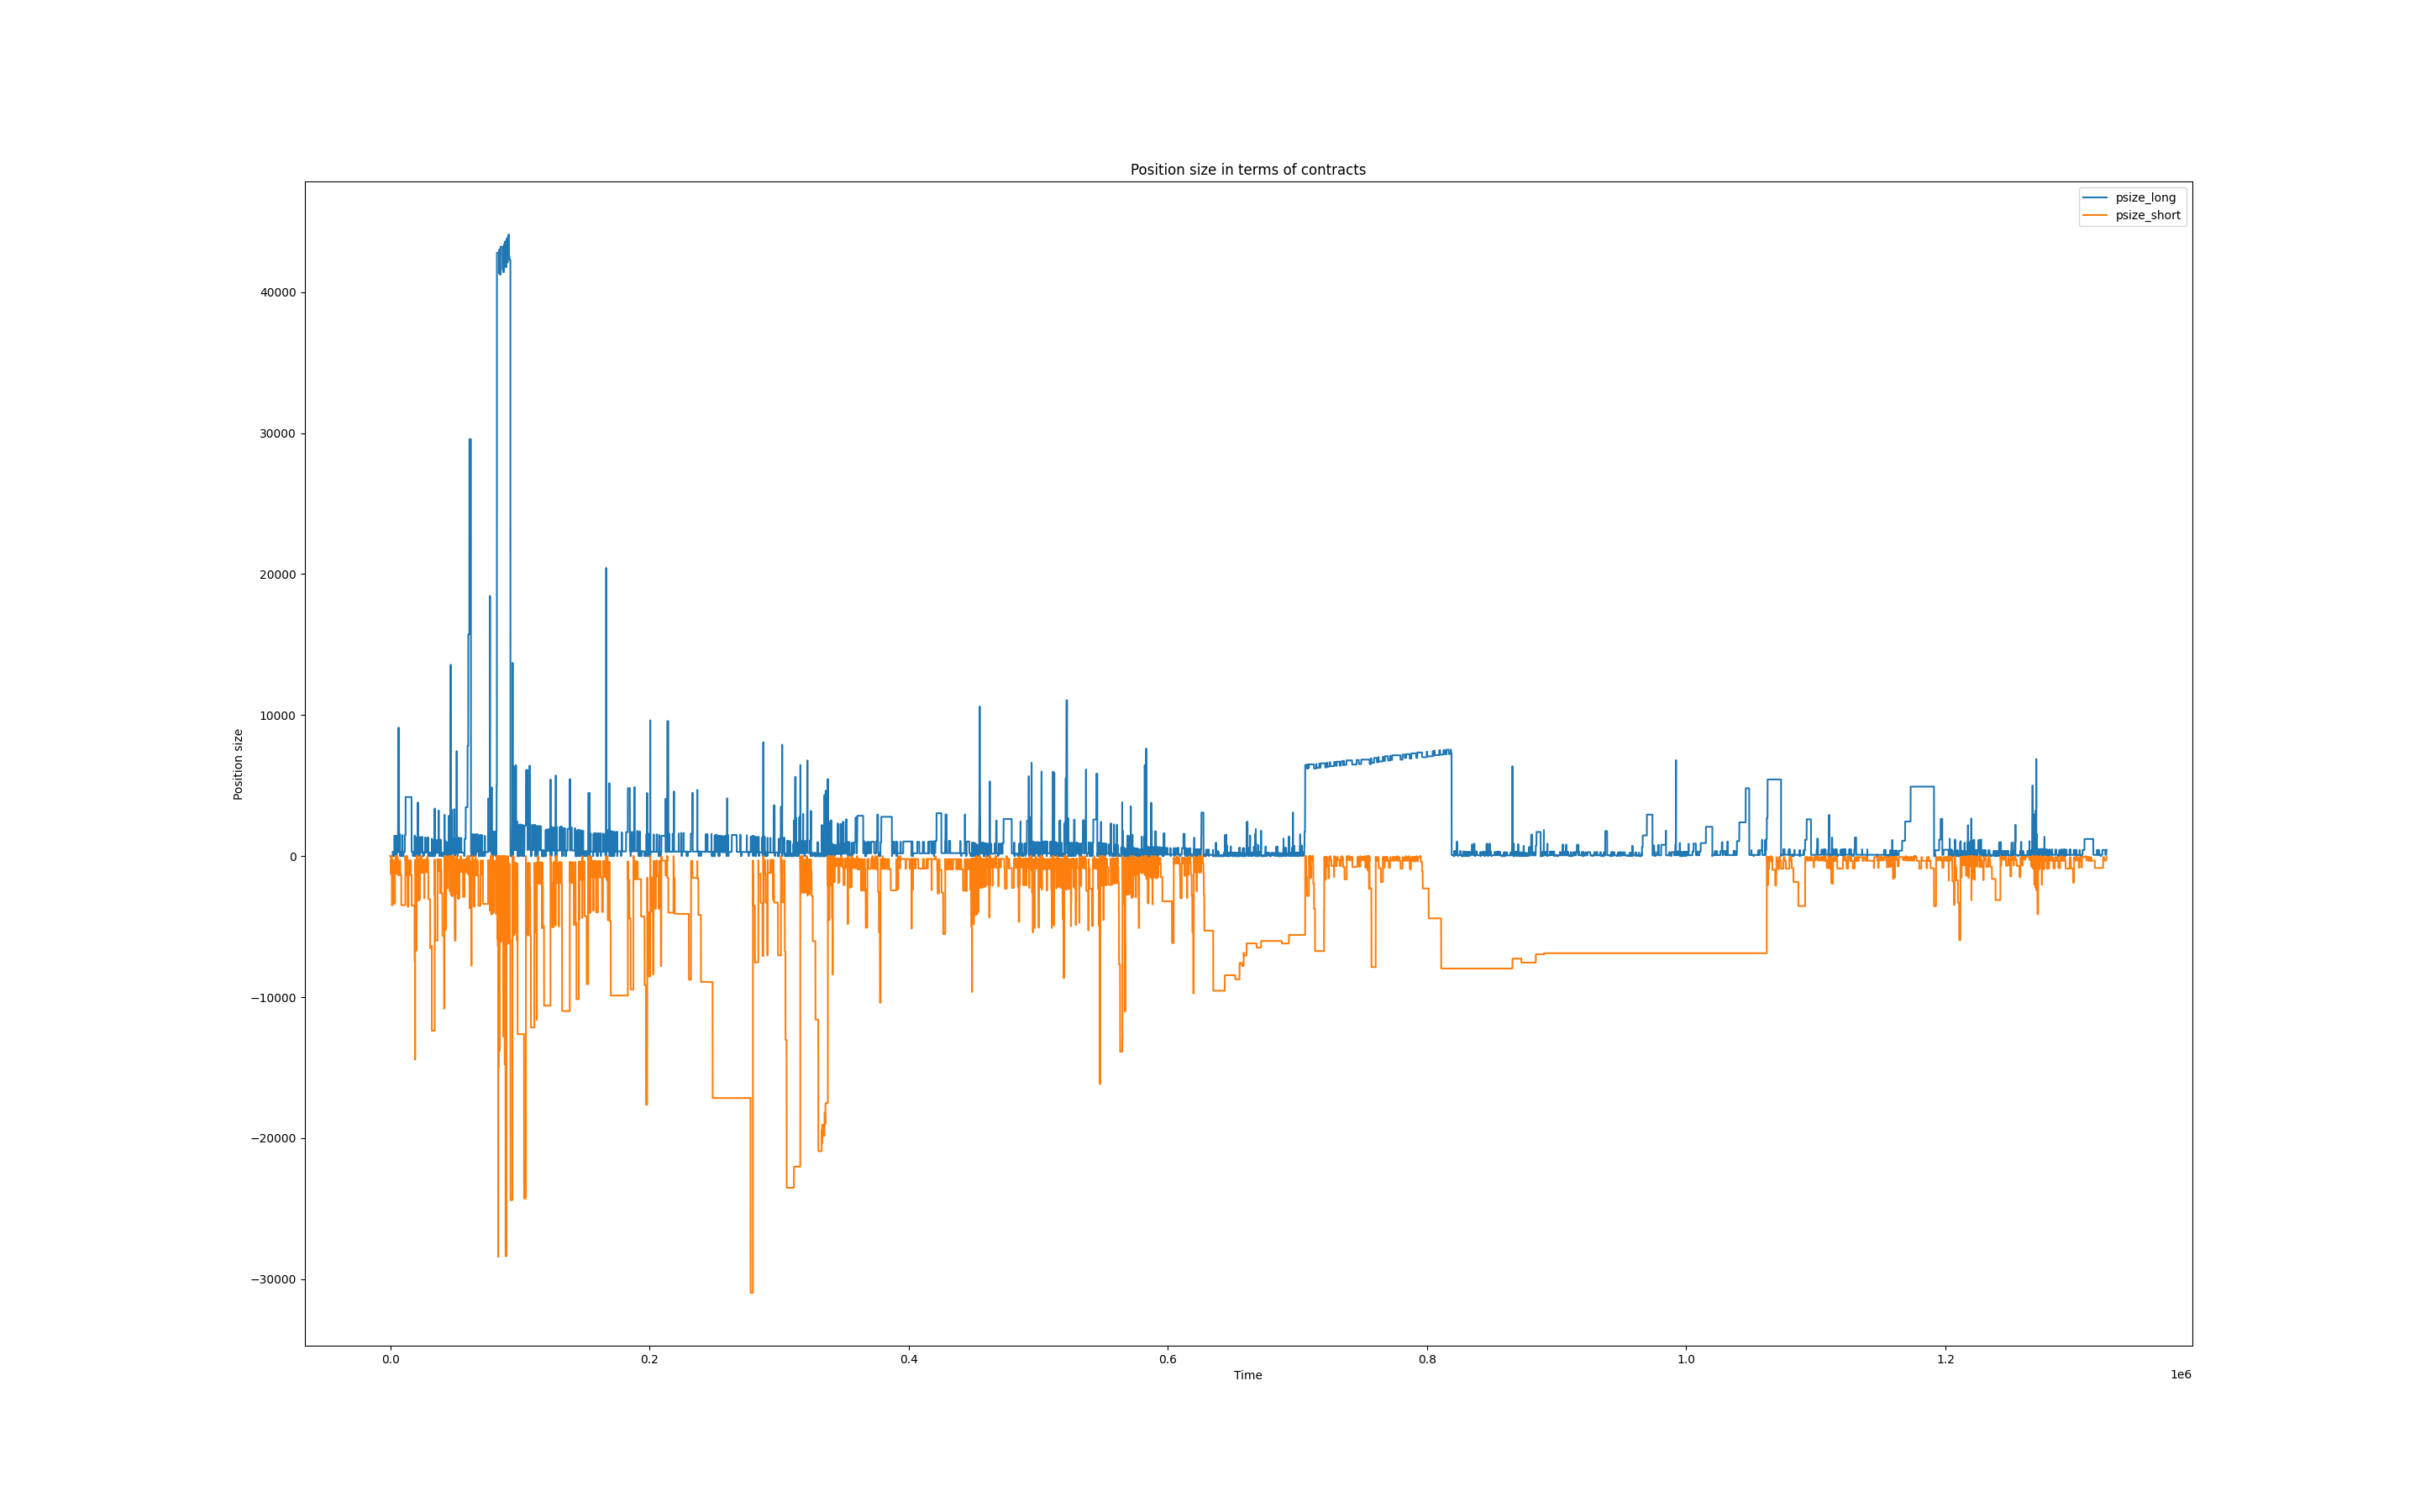 Position size in terms of contracts
psize_long
psize_short
Position size
40000
30000
20000
10000
0
−10000
−20000
−30000
0.0 0.2 0.4 0.6 0.8 1.0 1.2
Time
1e6